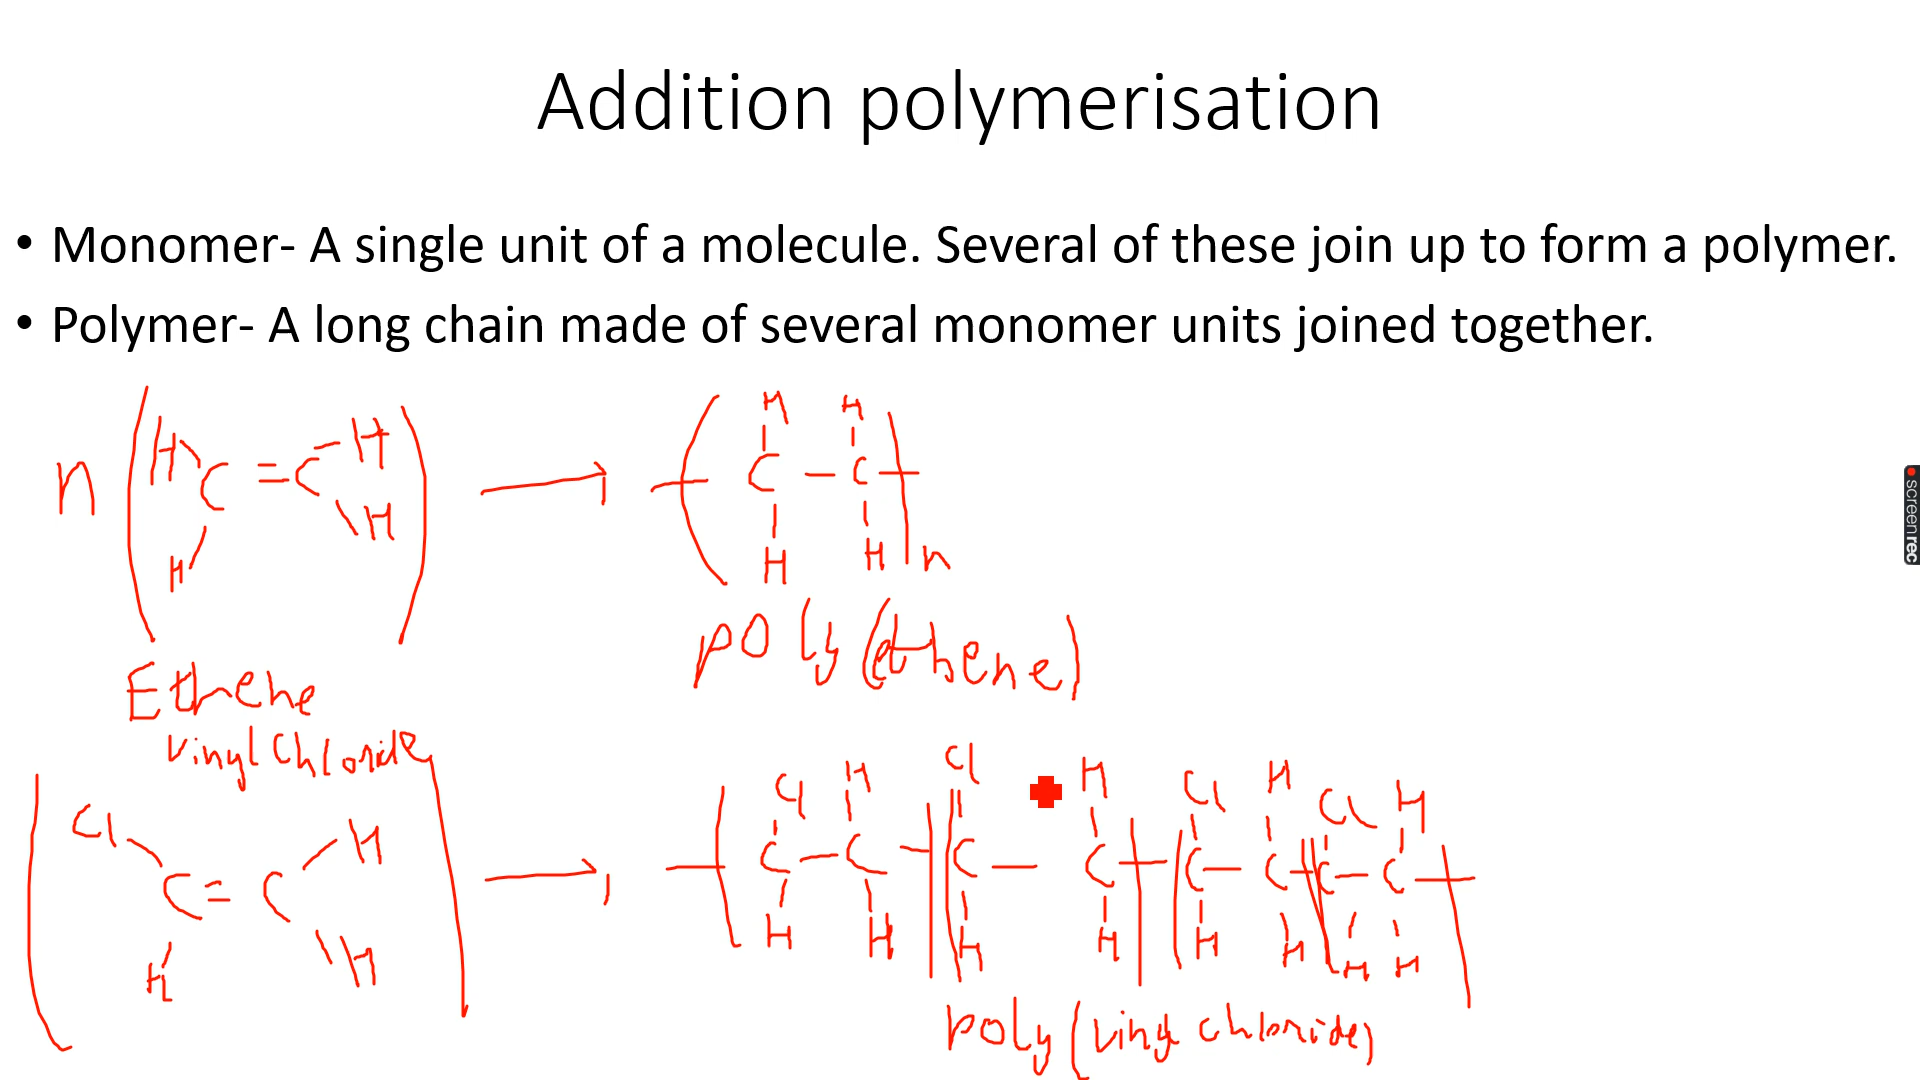 Addition polymerisation
• Monomer- A single unit of a molecule. Several of these join up to form a polymer.
• Polymer- A long chain made of several monomer units joined together.
H H H H
n C = C → C – C n
H H H H
poly (ethene)
Ethene
vinyl chloride
Cl H Cl H Cl H Cl H Cl H
C = C → C – C – C – C – C – C – C – C –
H H H H H H H H H H
poly (vinyl chloride)
screenrec